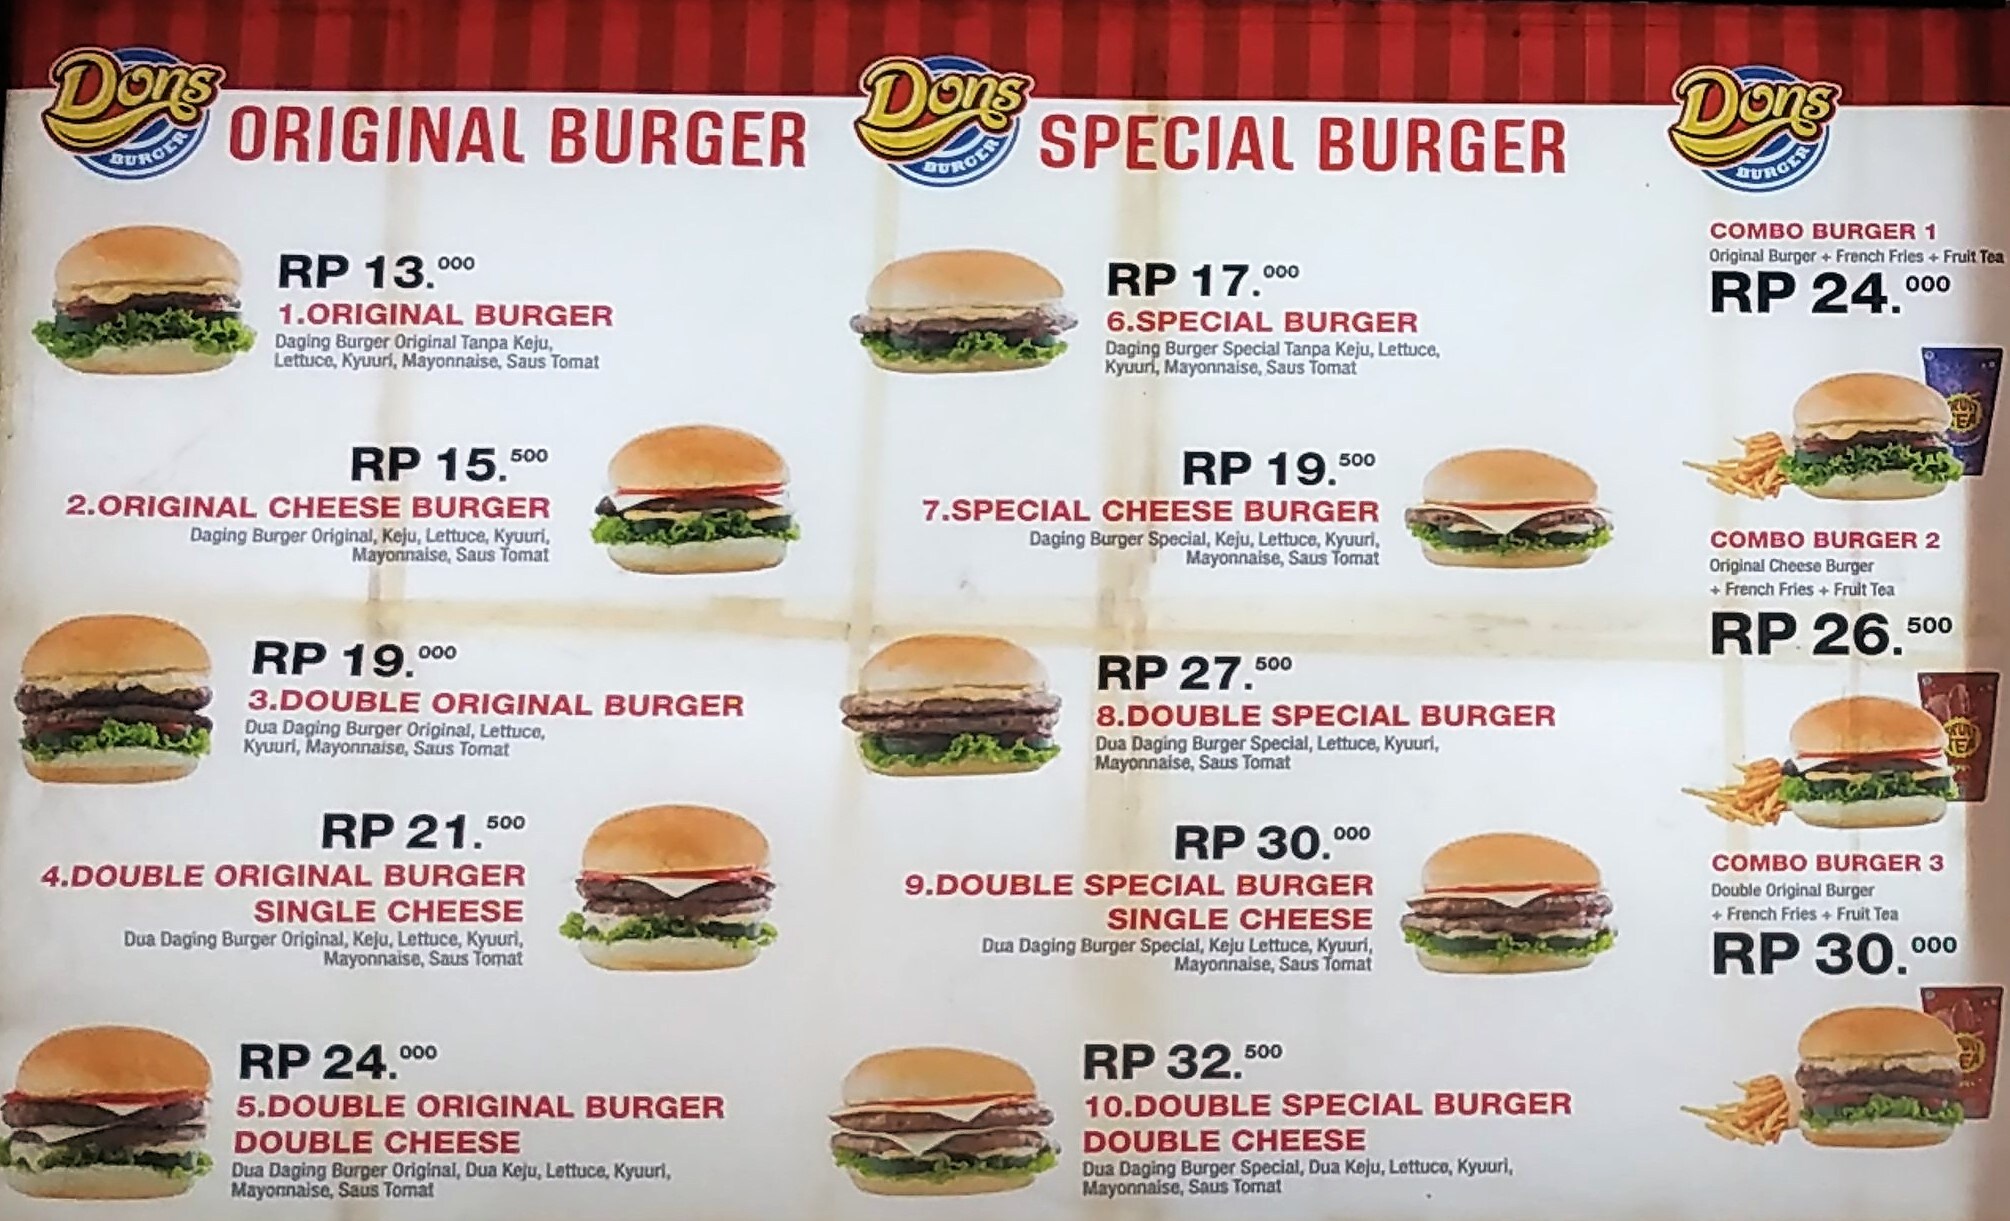 Dons
BURGER
ORIGINAL BURGER
RP 13.000
1.ORIGINAL BURGER
Daging Burger Original Tanpa Keju,
Lettuce, Kyuuri, Mayonnaise, Saus Tomat
RP 15.500
2.ORIGINAL CHEESE BURGER
Daging Burger Original, Keju, Lettuce, Kyuuri,
Mayonnaise, Saus Tomat
RP 19.000
3.DOUBLE ORIGINAL BURGER
Dua Daging Burger Original, Lettuce,
Kyuuri, Mayonnaise, Saus Tomat
RP 21.500
4.DOUBLE ORIGINAL BURGER
SINGLE CHEESE
Dua Daging Burger Original, Keju, Lettuce, Kyuuri,
Mayonnaise, Saus Tomat
RP 24.000
5.DOUBLE ORIGINAL BURGER
DOUBLE CHEESE
Dua Daging Burger Original, Dua Keju, Lettuce, Kyuuri,
Mayonnaise, Saus Tomat
Dons
BURGER
SPECIAL BURGER
RP 17.000
6.SPECIAL BURGER
Daging Burger Special Tanpa Keju, Lettuce,
Kyuuri, Mayonnaise, Saus Tomat
RP 19.500
7.SPECIAL CHEESE BURGER
Daging Burger Special, Keju, Lettuce, Kyuuri,
Mayonnaise, Saus Tomat
RP 27.500
8.DOUBLE SPECIAL BURGER
Dua Daging Burger Special, Lettuce, Kyuuri,
Mayonnaise, Saus Tomat
RP 30.000
9.DOUBLE SPECIAL BURGER
SINGLE CHEESE
Dua Daging Burger Special, Keju Lettuce, Kyuuri,
Mayonnaise, Saus Tomat
RP 32.500
10.DOUBLE SPECIAL BURGER
DOUBLE CHEESE
Dua Daging Burger Special, Dua Keju, Lettuce, Kyuuri,
Mayonnaise, Saus Tomat
Dons
BURGER
COMBO BURGER 1
Original Burger + French Fries + Fruit Tea
RP 24.000
COMBO BURGER 2
Original Cheese Burger
+ French Fries + Fruit Tea
RP 26.500
COMBO BURGER 3
Double Original Burger
+ French Fries + Fruit Tea
RP 30.000